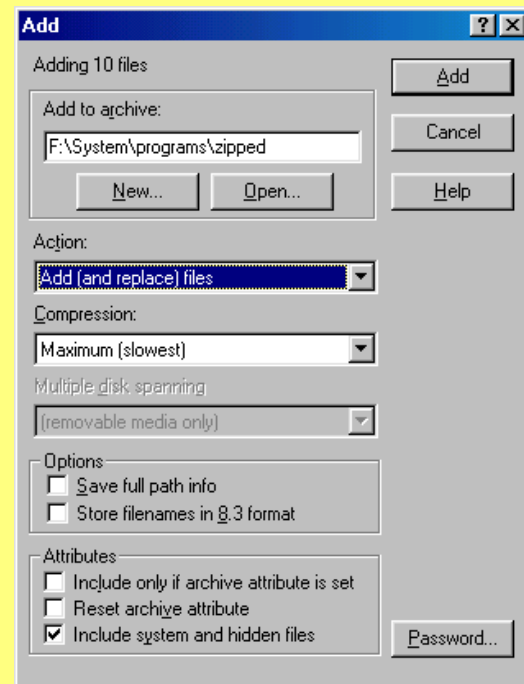 Add
Adding 10 files
Add
Add to archive:
F:\System\programs\zipped
Cancel
New...
Open...
Help
Action:
Add (and replace) files
Compression:
Maximum (slowest)
Multiple disk spanning
(removable media only)
Options
Save full path info
Store filenames in 8.3 format
Attributes
Include only if archive attribute is set
Reset archive attribute
Include system and hidden files
Password...